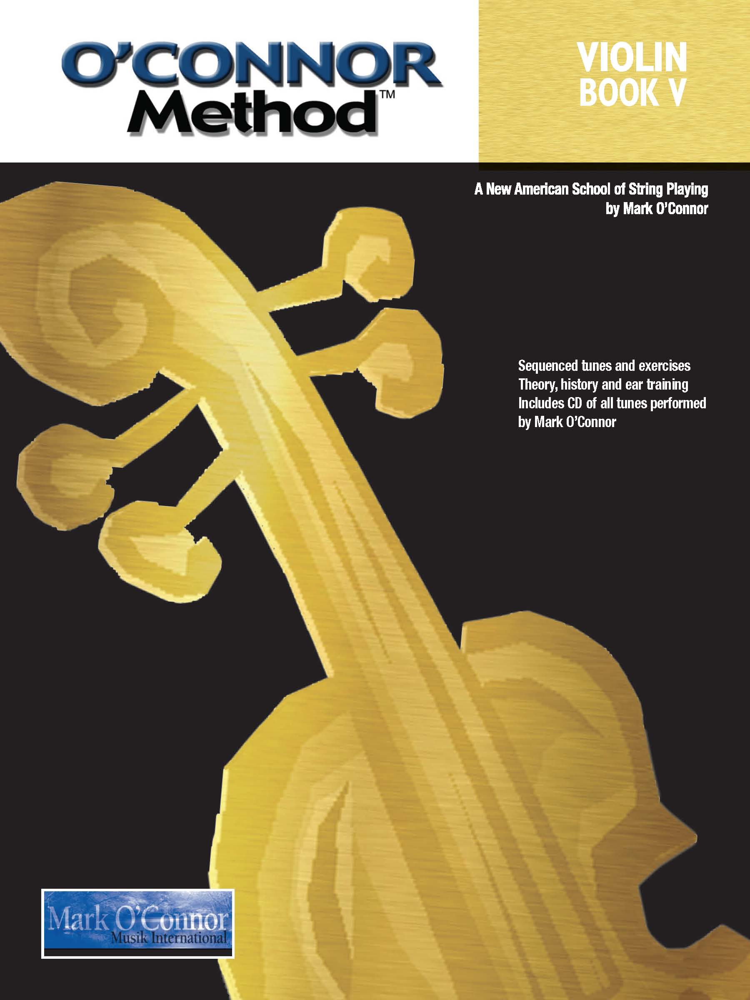 O'CONNOR
Method™
VIOLIN
BOOK V
A New American School of String Playing
by Mark O'Connor
Sequenced tunes and exercises
Theory, history and ear training
Includes CD of all tunes performed
by Mark O'Connor
Mark O'Connor
Musik International